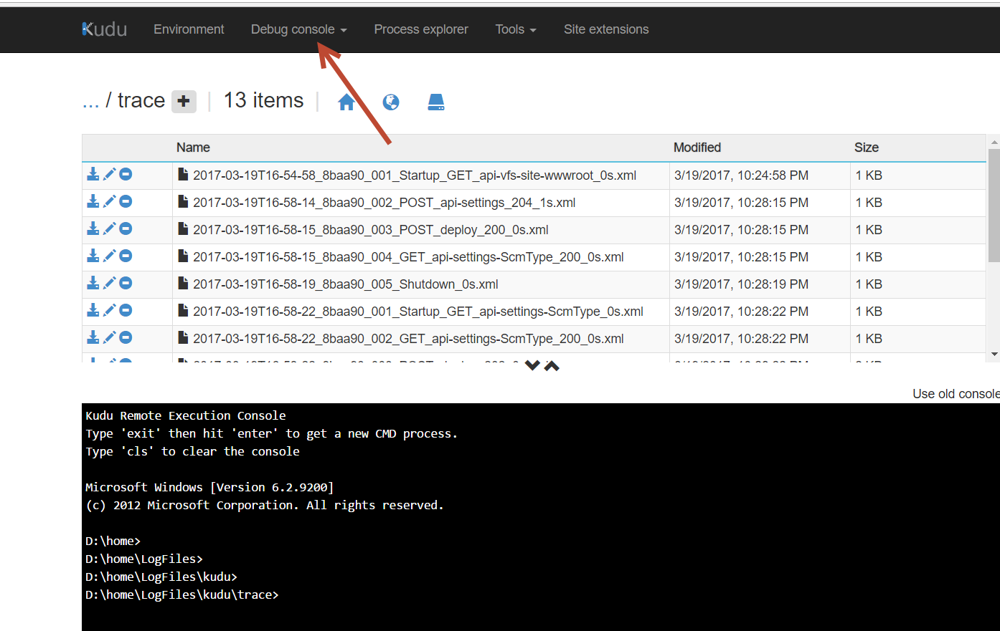 Kudu Environment Debug console Process explorer Tools Site extensions
... / trace 13 items
Name Modified Size
2017-03-19T16-54-58_8baa90_001_Startup_GET_api-vfs-site-wwwroot_0s.xml 3/19/2017, 10:24:58 PM 1 KB
2017-03-19T16-58-14_8baa90_002_POST_api-settings_204_1s.xml 3/19/2017, 10:28:15 PM 1 KB
2017-03-19T16-58-15_8baa90_003_POST_deploy_200_0s.xml 3/19/2017, 10:28:15 PM 1 KB
2017-03-19T16-58-15_8baa90_004_GET_api-settings-ScmType_200_0s.xml 3/19/2017, 10:28:15 PM 1 KB
2017-03-19T16-58-19_8baa90_005_Shutdown_0s.xml 3/19/2017, 10:28:19 PM 1 KB
2017-03-19T16-58-22_8baa90_001_Startup_GET_api-settings-ScmType_0s.xml 3/19/2017, 10:28:22 PM 1 KB
2017-03-19T16-58-22_8baa90_002_GET_api-settings-ScmType_200_0s.xml 3/19/2017, 10:28:22 PM 1 KB
Use old console
Kudu Remote Execution Console
Type 'exit' then hit 'enter' to get a new CMD process.
Type 'cls' to clear the console
Microsoft Windows [Version 6.2.9200]
(c) 2012 Microsoft Corporation. All rights reserved.
D:\home>
D:\home\LogFiles>
D:\home\LogFiles\kudu>
D:\home\LogFiles\kudu\trace>